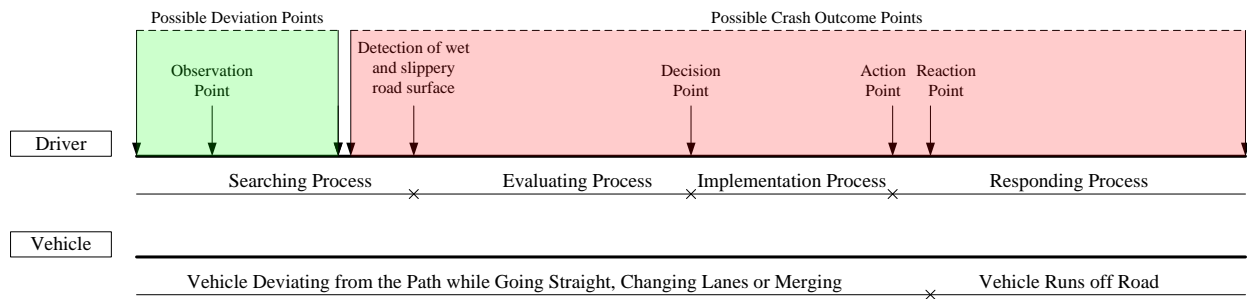 Possible Deviation Points
Possible Crash Outcome Points
Detection of wet
and slippery
road surface
Observation
Point
Decision
Point
Action
Point
Reaction
Point
Driver
Searching Process
Evaluating Process
Implementation Process
Responding Process
Vehicle
Vehicle Deviating from the Path while Going Straight, Changing Lanes or Merging
Vehicle Runs off Road